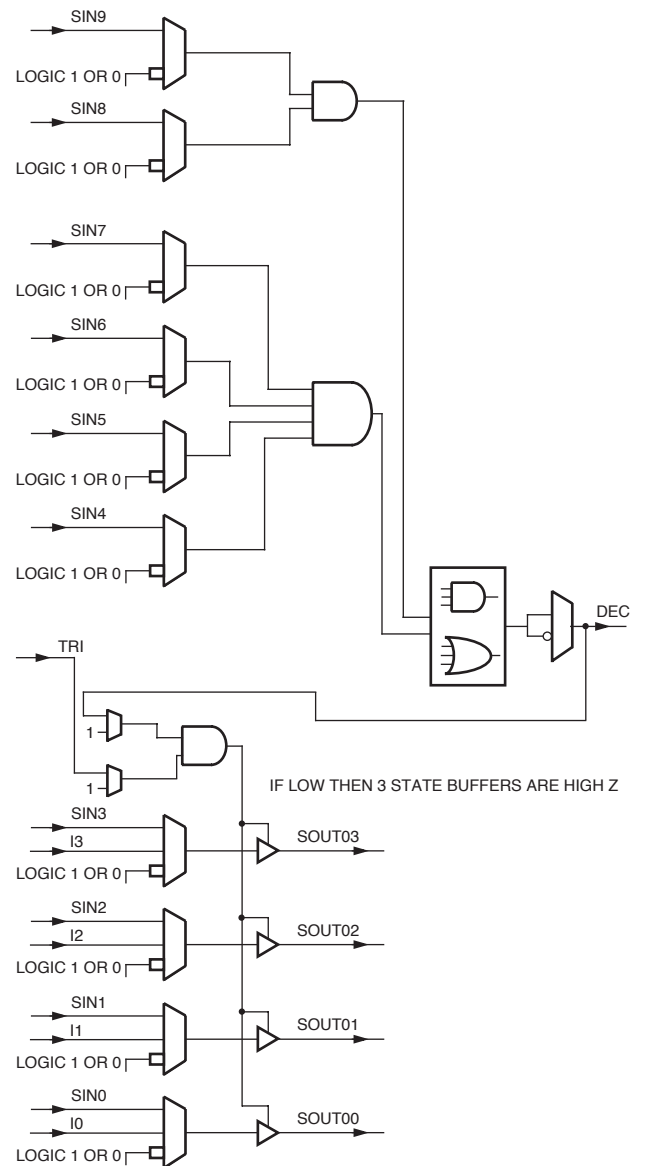 SIN9
LOGIC 1 OR 0
SIN8
LOGIC 1 OR 0
SIN7
LOGIC 1 OR 0
SIN6
LOGIC 1 OR 0
SIN5
LOGIC 1 OR 0
SIN4
LOGIC 1 OR 0
DEC
TRI
1
1
IF LOW THEN 3 STATE BUFFERS ARE HIGH Z
SIN3
I3
LOGIC 1 OR 0
SOUT03
SIN2
I2
LOGIC 1 OR 0
SOUT02
SIN1
I1
LOGIC 1 OR 0
SOUT01
SIN0
I0
LOGIC 1 OR 0
SOUT00